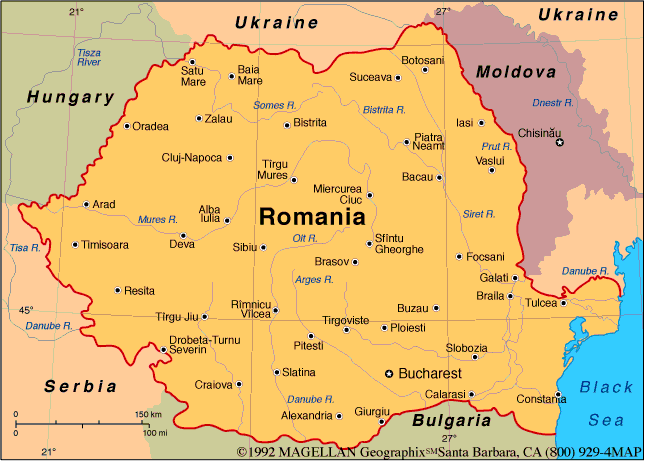 21°
Ukraine
27°
Ukraine
Tisza
River
Botosani
Satu
Mare
Baia
Mare
Suceava
Moldova
Hungary
Somes R.
Bistrita R.
Dnestr R.
Oradea
Zalau
Bistrita
Iasi
Chisinău
Piatra
Neamt
Prut R.
Cluj-Napoca
Vaslui
Tîrgu
Mures
Bacau
Miercurea
Ciuc
Arad
Mures R.
Alba
Iulia
Romania
Siret R.
Tisa R.
Timisoara
Deva
Sibiu
Olt R.
Sfîntu
Gheorghe
Brasov
Focsani
Arges R.
Galati
Danube R.
Resita
Braila
Tulcea
45°
Rîmnicu
Vîlcea
Buzau
Danube R.
Tîrgu Jiu
Tirgoviste
Ploiesti
Drobeta-Turnu
Severin
Pitesti
Slobozia
Serbia
Craiova
Slatina
Bucharest
Black
Sea
Danube R.
Calarasi
Constanta
150 km
0
0
100 mi
Alexandria
Giurgiu
Bulgaria
21°
27°
©1992 MAGELLAN Geographix℠Santa Barbara, CA (800) 929-4MAP